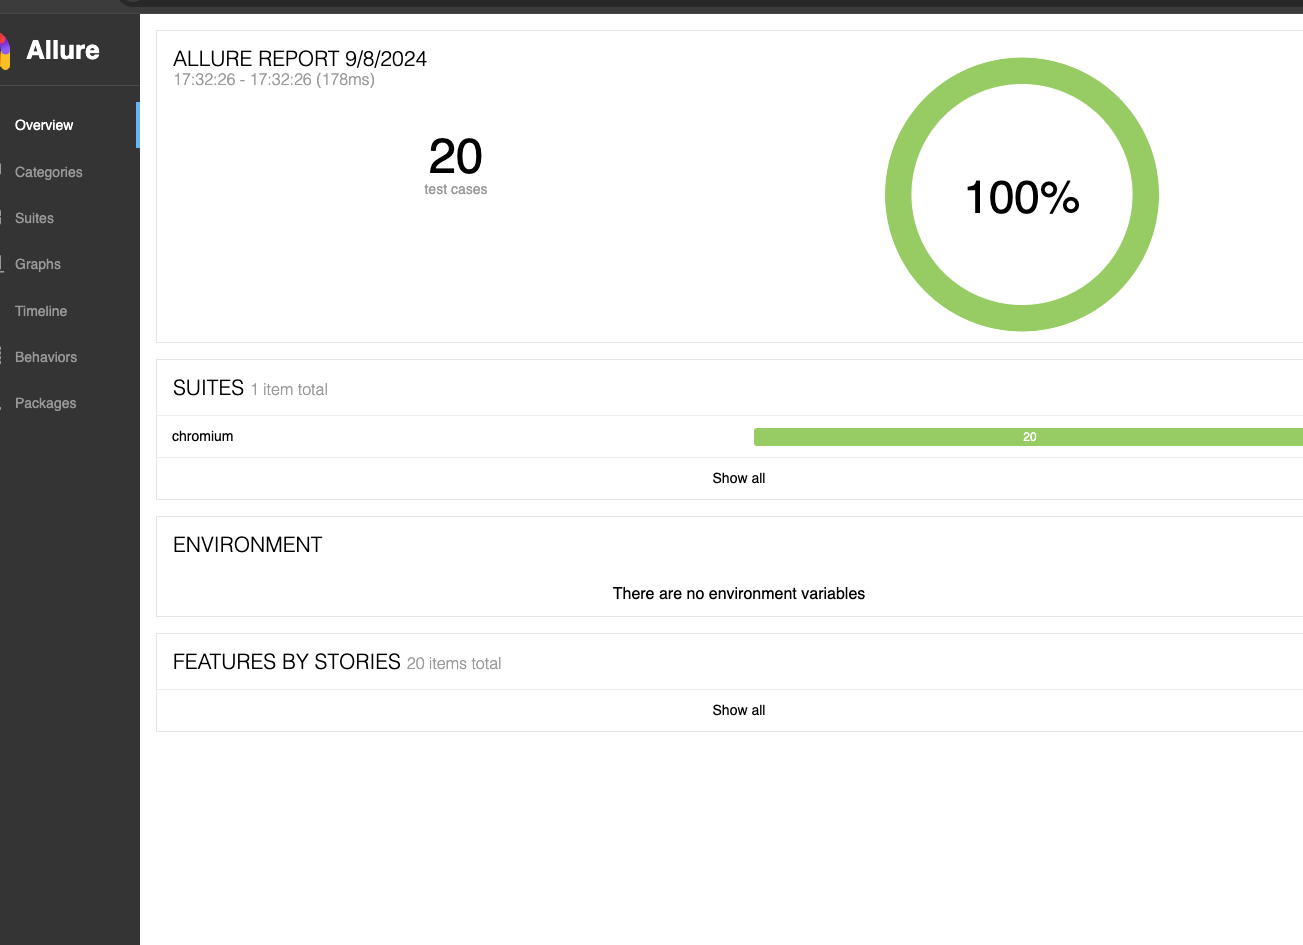 Allure
Overview
Categories
Suites
Graphs
Timeline
Behaviors
Packages
ALLURE REPORT 9/8/2024
17:32:26 - 17:32:26 (178ms)
20
test cases
100%
SUITES 1 item total
chromium 20
Show all
ENVIRONMENT
There are no environment variables
FEATURES BY STORIES 20 items total
Show all